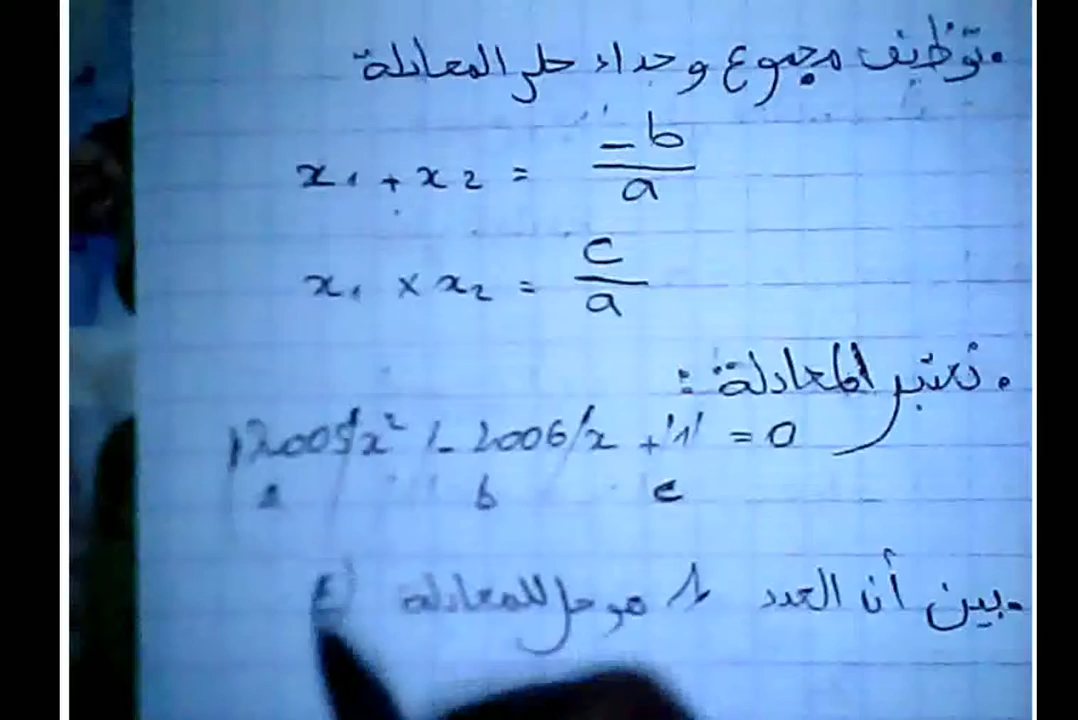 . توظيف مجموع وجداء حلي المعادلة
x₁ + x₂ = -b/a
x₁ × x₂ = c/a
. نعتبر المعادلة :
2005x² - 2006x + 1 = 0
a b c
. بين أن العدد 1 هو حل للمعادلة (E)